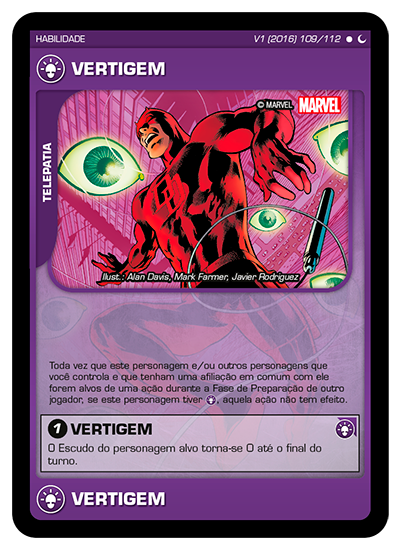 HABILIDADE V1 (2016) 109/112
VERTIGEM
© MARVEL MARVEL
TELEPATIA
Ilust.: Alan Davis, Mark Farmer, Javier Rodriguez
Toda vez que este personagem e/ou outros personagens que
você controla e que tenham uma afiliação em comum com ele
forem alvos de uma ação durante a Fase de Preparação de outro
jogador, se este personagem tiver , aquela ação não tem efeito.
1 VERTIGEM
O Escudo do personagem alvo torna-se 0 até o final do
turno.
VERTIGEM